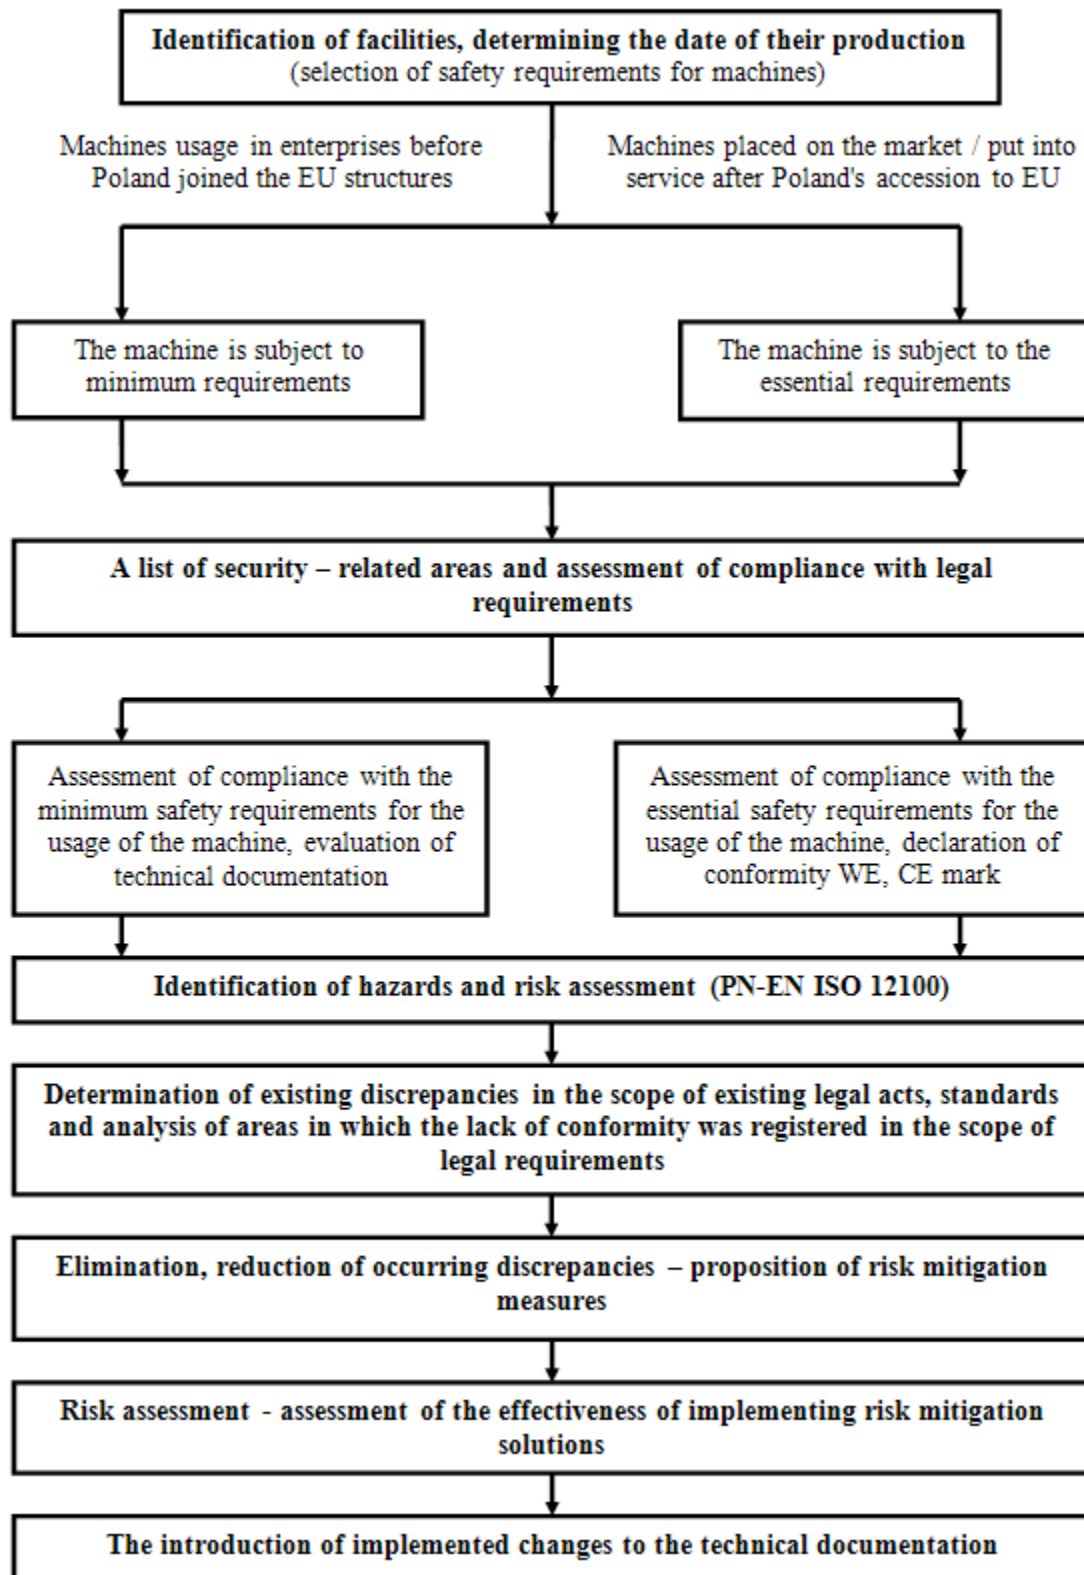 Identification of facilities, determining the date of their production
(selection of safety requirements for machines)
Machines usage in enterprises before
Poland joined the EU structures
Machines placed on the market / put into
service after Poland's accession to EU
The machine is subject to
minimum requirements
The machine is subject to the
essential requirements
A list of security – related areas and assessment of compliance with legal
requirements
Assessment of compliance with the
minimum safety requirements for the
usage of the machine, evaluation of
technical documentation
Assessment of compliance with the
essential safety requirements for the
usage of the machine, declaration of
conformity WE, CE mark
Identification of hazards and risk assessment (PN-EN ISO 12100)
Determination of existing discrepancies in the scope of existing legal acts, standards
and analysis of areas in which the lack of conformity was registered in the scope of
legal requirements
Elimination, reduction of occurring discrepancies – proposition of risk mitigation
measures
Risk assessment - assessment of the effectiveness of implementing risk mitigation
solutions
The introduction of implemented changes to the technical documentation